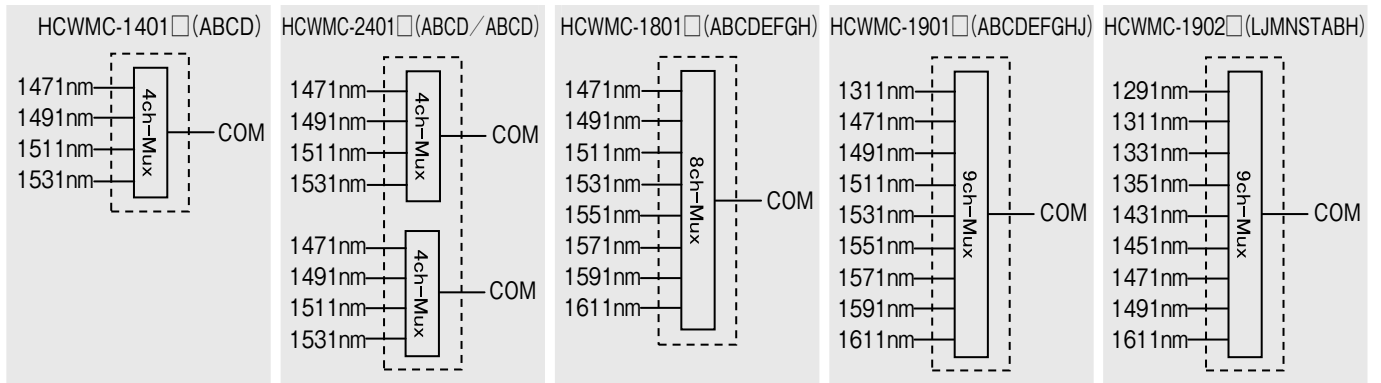 HCWMC-1401□(ABCD)
1471nm
1491nm
1511nm
1531nm
4ch-Mux
COM
HCWMC-2401□(ABCD/ABCD)
1471nm
1491nm
1511nm
1531nm
4ch-Mux
COM
1471nm
1491nm
1511nm
1531nm
4ch-Mux
COM
HCWMC-1801□(ABCDEFGH)
1471nm
1491nm
1511nm
1531nm
1551nm
1571nm
1591nm
1611nm
8ch-Mux
COM
HCWMC-1901□(ABCDEFGHJ)
1311nm
1471nm
1491nm
1511nm
1531nm
1551nm
1571nm
1591nm
1611nm
9ch-Mux
COM
HCWMC-1902□(LJMNSTABH)
1291nm
1311nm
1331nm
1351nm
1431nm
1451nm
1471nm
1491nm
1611nm
9ch-Mux
COM